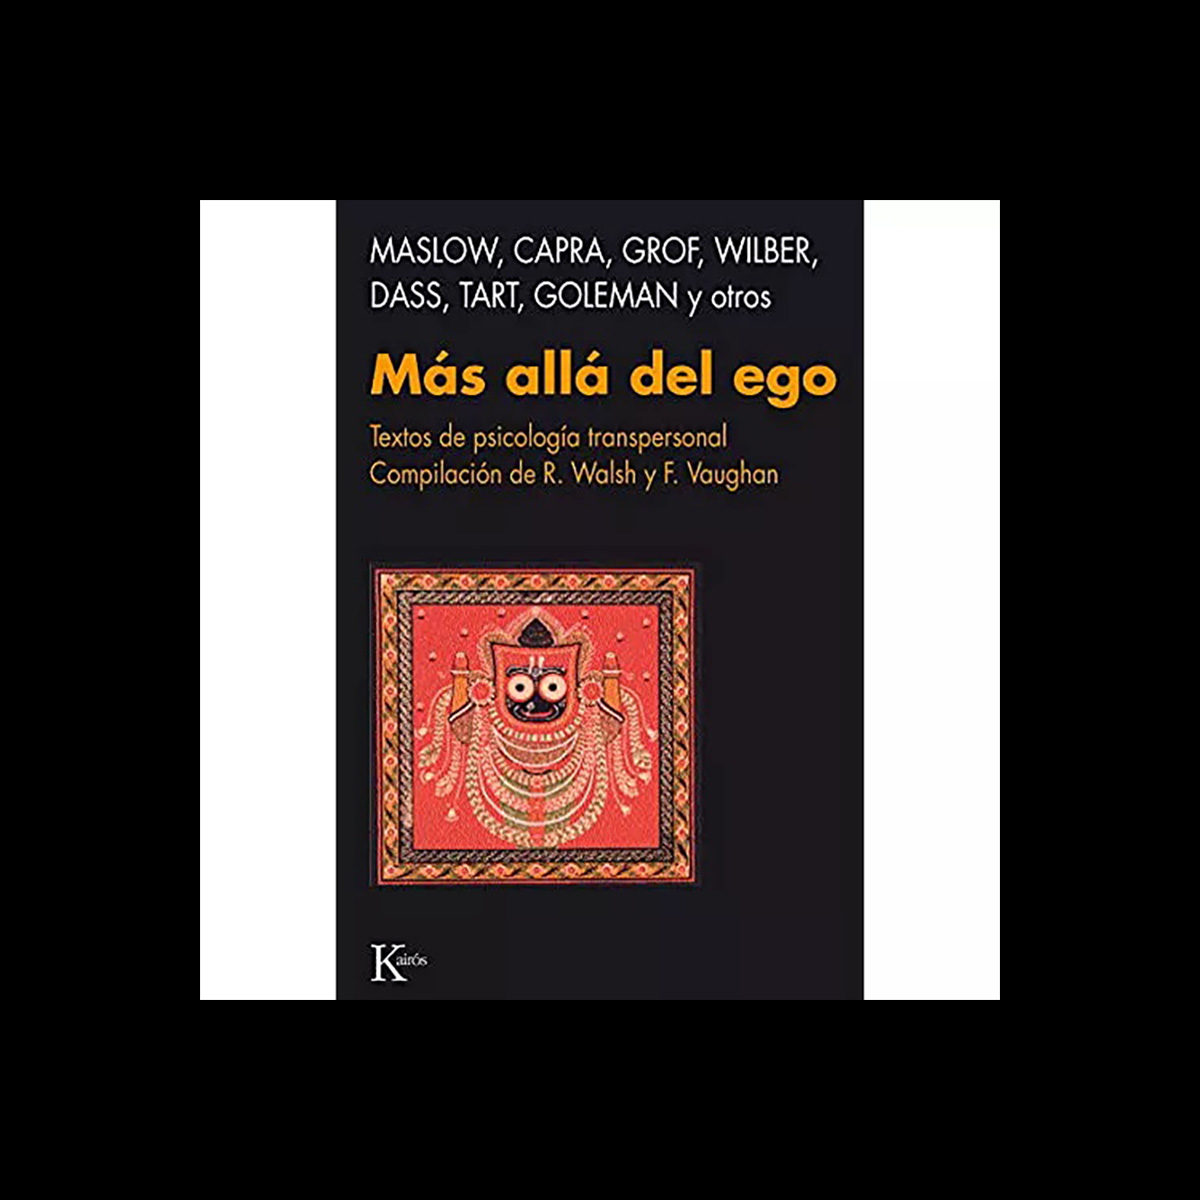 MASLOW, CAPRA, GROF, WILBER,
DASS, TART, GOLEMAN y otros
Más allá del ego
Textos de psicología transpersonal
Compilación de R. Walsh y F. Vaughan
Kairós